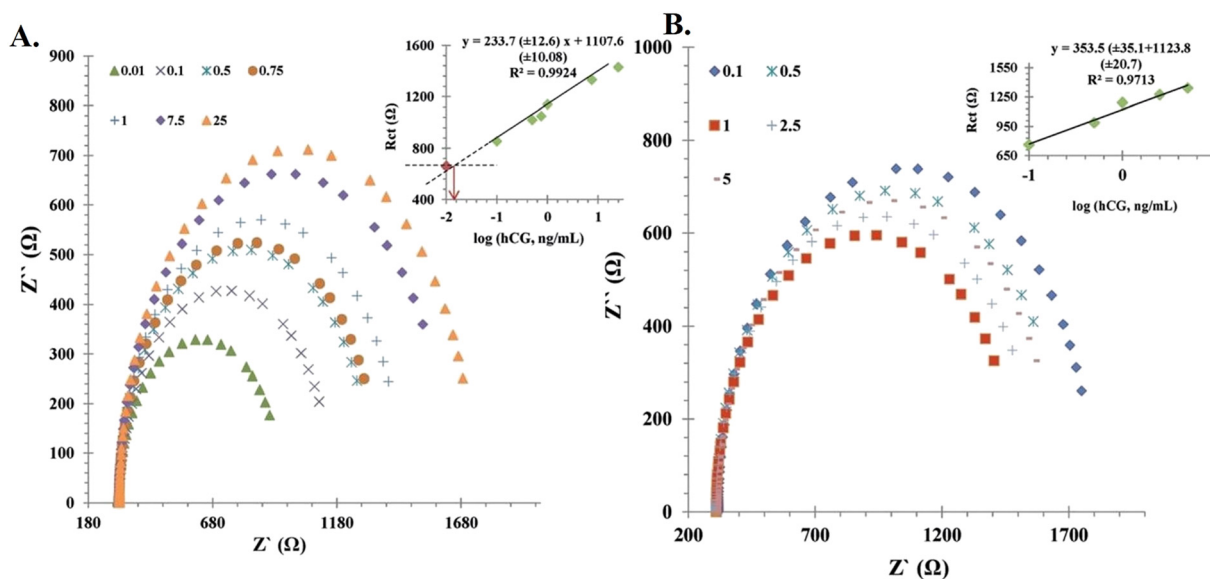 A.
900
800
700
600
500
400
300
200
100
0
Z`` (Ω)
0.01 0.1 0.5 0.75
1 7.5 25
180 680 1180 1680
Z` (Ω)
y = 233.7 (±12.6) x + 1107.6
(±10.08)
R² = 0.9924
1600
1200
800
400
Rct (Ω)
-2 -1 0 1
log (hCG, ng/mL)
B.
1000
800
600
400
200
0
Z`` (Ω)
0.1 0.5
1 2.5
5
200 700 1200 1700
Z` (Ω)
y = 353.5 (±35.1+1123.8
(±20.7)
R² = 0.9713
1550
1250
950
650
Rct (Ω)
-1 0 1
log (hCG, ng/mL)